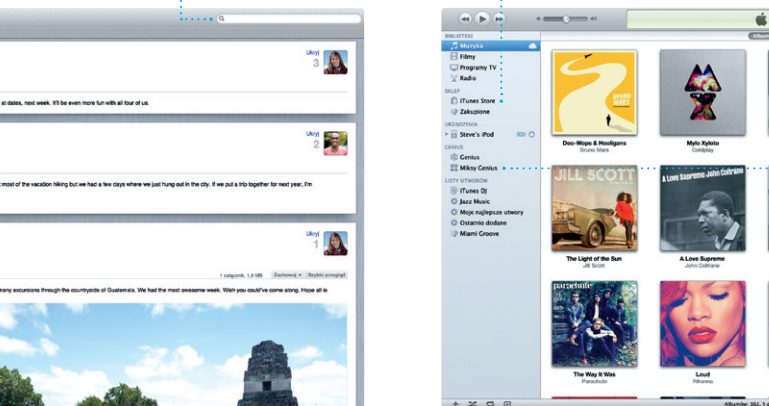 Ukryj
3
at dates, next week. It'll be even more fun with all four of us.
Ukryj
2
most of the vacation hiking but we had a few days where we just hung out in the city. If we put a trip together for next year, I'm
Ukryj
1
1 załącznik, 1,6 MB Zachowaj Szybki przegląd
many excursions through the countryside of Guatemala. We had the most awesome week. Wish you could've come along. Hope all is
BIBLIOTEKI
Muzyka
Filmy
Programy TV
Radio
SKLEP
iTunes Store
Zakupione
URZĄDZENIA
Steve's iPod
GENIUS
Genius
Miksy Genius
LISTY UTWORÓW
iTunes DJ
Jazz Music
Moje najlepsze utwory
Ostatnio dodane
Miami Groove
BRUNO MARS
Doo-Wops & Hooligans
Bruno Mars
Mylo Xyloto
Coldplay
JILL SCOTT
The Light of the Sun
Jill Scott
A Love Supreme John Coltrane
A Love Supreme
John Coltrane
parachute
The Way It Was
Parachute
Loud
Rihanna
Albumów: 362, 5 d